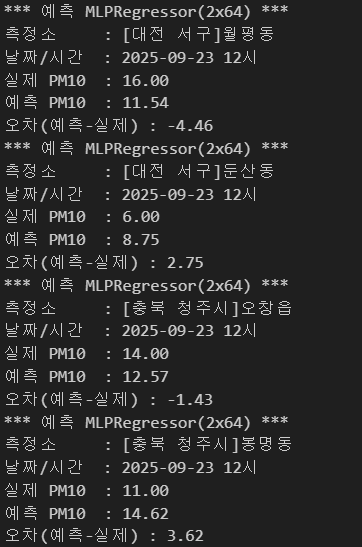 *** 예측 MLPRegressor(2x64) ***
측정소     : [대전 서구]월평동
날짜/시간  : 2025-09-23 12시
실제 PM10  : 16.00
예측 PM10  : 11.54
오차(예측-실제) : -4.46
*** 예측 MLPRegressor(2x64) ***
측정소     : [대전 서구]둔산동
날짜/시간  : 2025-09-23 12시
실제 PM10  : 6.00
예측 PM10  : 8.75
오차(예측-실제) : 2.75
*** 예측 MLPRegressor(2x64) ***
측정소     : [충북 청주시]오창읍
날짜/시간  : 2025-09-23 12시
실제 PM10  : 14.00
예측 PM10  : 12.57
오차(예측-실제) : -1.43
*** 예측 MLPRegressor(2x64) ***
측정소     : [충북 청주시]봉명동
날짜/시간  : 2025-09-23 12시
실제 PM10  : 11.00
예측 PM10  : 14.62
오차(예측-실제) : 3.62